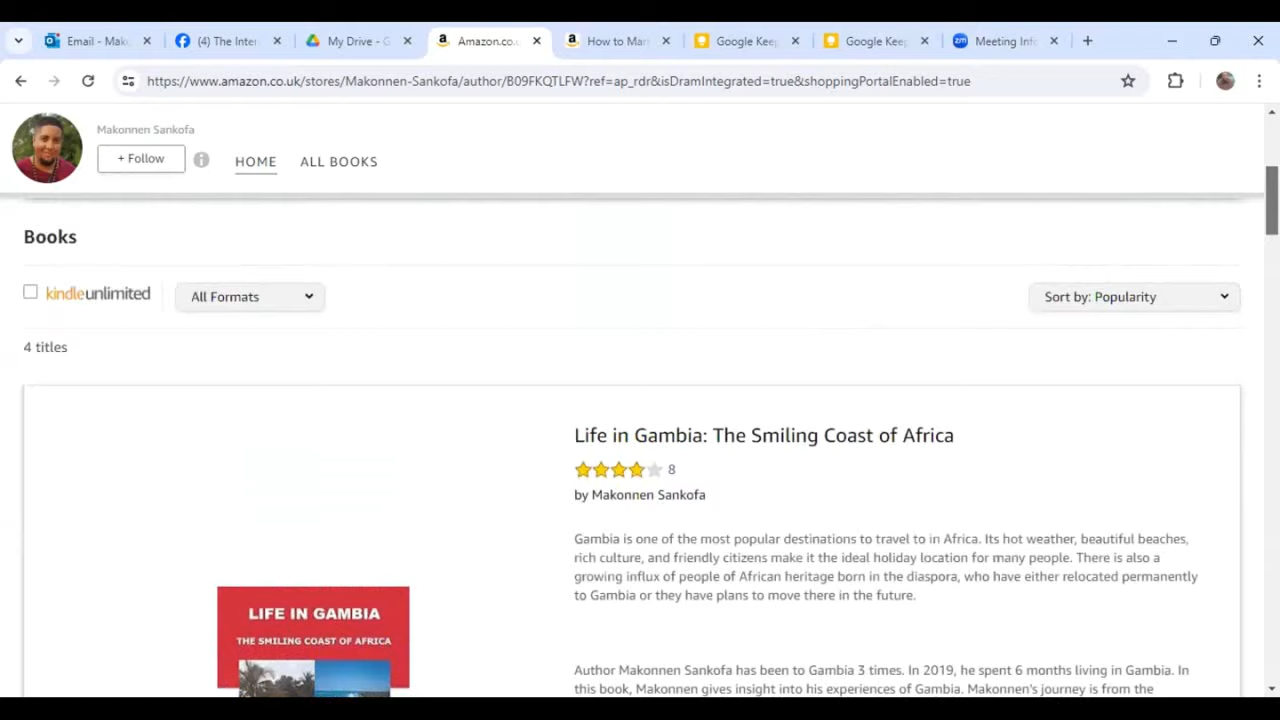 Email - Mak
(4) The Inte
My Drive - G
Amazon.co.
How to Mar
Google Kee
Google Kee
Meeting Inf
https://www.amazon.co.uk/stores/Makonnen-Sankofa/author/B09FKQTLFW?ref=ap_rdr&isDramIntegrated=true&shoppingPortalEnabled=true
Makonnen Sankofa
+ Follow
HOME
ALL BOOKS
Books
kindleunlimited
All Formats
Sort by: Popularity
4 titles
Life in Gambia: The Smiling Coast of Africa
8
by Makonnen Sankofa
Gambia is one of the most popular destinations to travel to in Africa. Its hot weather, beautiful beaches,
rich culture, and friendly citizens make it the ideal holiday location for many people. There is also a
growing influx of people of African heritage born in the diaspora, who have either relocated permanently
to Gambia or they have plans to move there in the future.
LIFE IN GAMBIA
THE SMILING COAST OF AFRICA
Author Makonnen Sankofa has been to Gambia 3 times. In 2019, he spent 6 months living in Gambia. In
this book, Makonnen gives insight into his experiences of Gambia. Makonnen's journey is from the